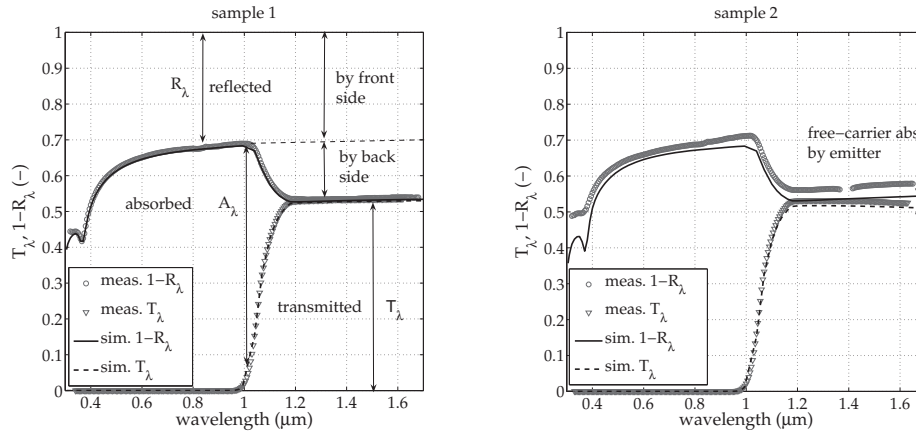 sample 1
1
0.9
0.8
0.7
0.6
0.5
0.4
0.3
0.2
0.1
0
T_λ, 1−R_λ (−)
R_λ reflected
by front
side
by back
side
absorbed A_λ
transmitted T_λ
meas. 1−R_λ
meas. T_λ
sim. 1−R_λ
sim. T_λ
0.4 0.6 0.8 1 1.2 1.4 1.6
wavelength (μm)
sample 2
1
0.9
0.8
0.7
0.6
0.5
0.4
0.3
0.2
0.1
0
T_λ, 1−R_λ (−)
free−carrier abs
by emitter
meas. 1−R_λ
meas. T_λ
sim. 1−R_λ
sim. T_λ
0.4 0.6 0.8 1 1.2 1.4 1.6
wavelength (μm)